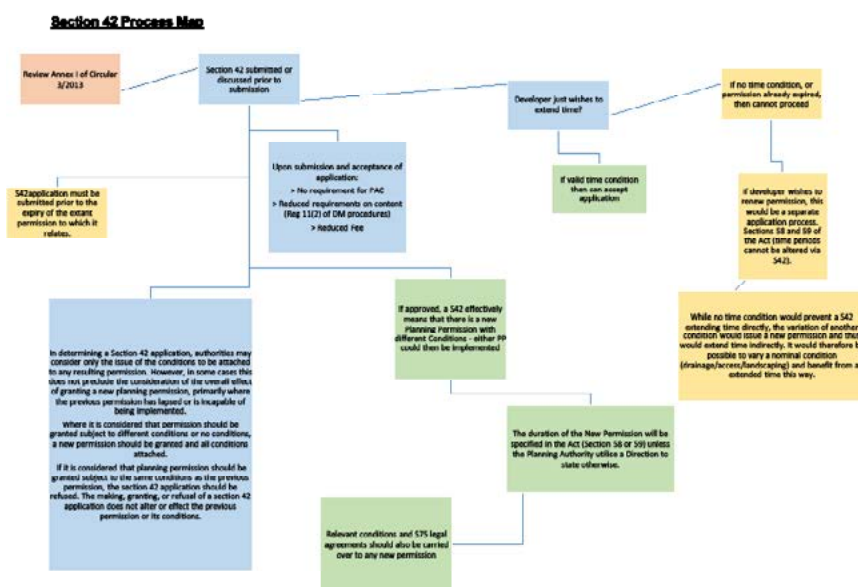 Section 42 Process Map
Review Annex I of Circular
3/2013
Section 42 submitted or
discussed prior to
submission
Developer just wishes to
extend time?
If no time condition, or
permission already expired,
then cannot proceed
S42application must be
submitted prior to the
expiry of the extant
permission to which it
relates.
Upon submission and acceptance of
application:
> No requirement for PAC
> Reduced requirements on content
(Reg 11(2) of DM procedures)
> Reduced Fee
If valid time condition
then can accept
application
If developer wishes to
renew permission, this
would be a separate
application process.
Sections 58 and 59 of
the Act (time periods
cannot be altered via
S42).
In determining a Section 42 application, authorities may
consider only the issue of the conditions to be attached
to any resulting permission. However, in some cases this
does not preclude the consideration of the overall effect
of granting a new planning permission, primarily where
the previous permission has lapsed or is incapable of
being implemented.
Where it is considered that permission should be
granted subject to different conditions or no conditions,
a new permission should be granted and all conditions
attached.
If it is considered that planning permission should be
granted subject to the same conditions as the previous
permission, the section 42 application should be
refused. The making, granting, or refusel of a section 42
application does not alter or effect the previous
permission or its conditions.
If approved, a S42 effectively
means that there is a new
Planning Permission with
different Conditions - either PP
could then be implemented
While no time condition would prevent a S42
extending time directly, the variation of another
condition would issue a new permission and thus
would extend time indirectly. It would therefore b
possible to vary a nominal condition
(drainage/access/landscaping) and benefit from a
extended time this way.
The duration of the New Permission will be
specified in the Act (Section 58 or 59) unless
the Planning Authority utilise a Direction to
state otherwise.
Relevant conditions and S75 legal
agreements should also be carried
over to any new permission